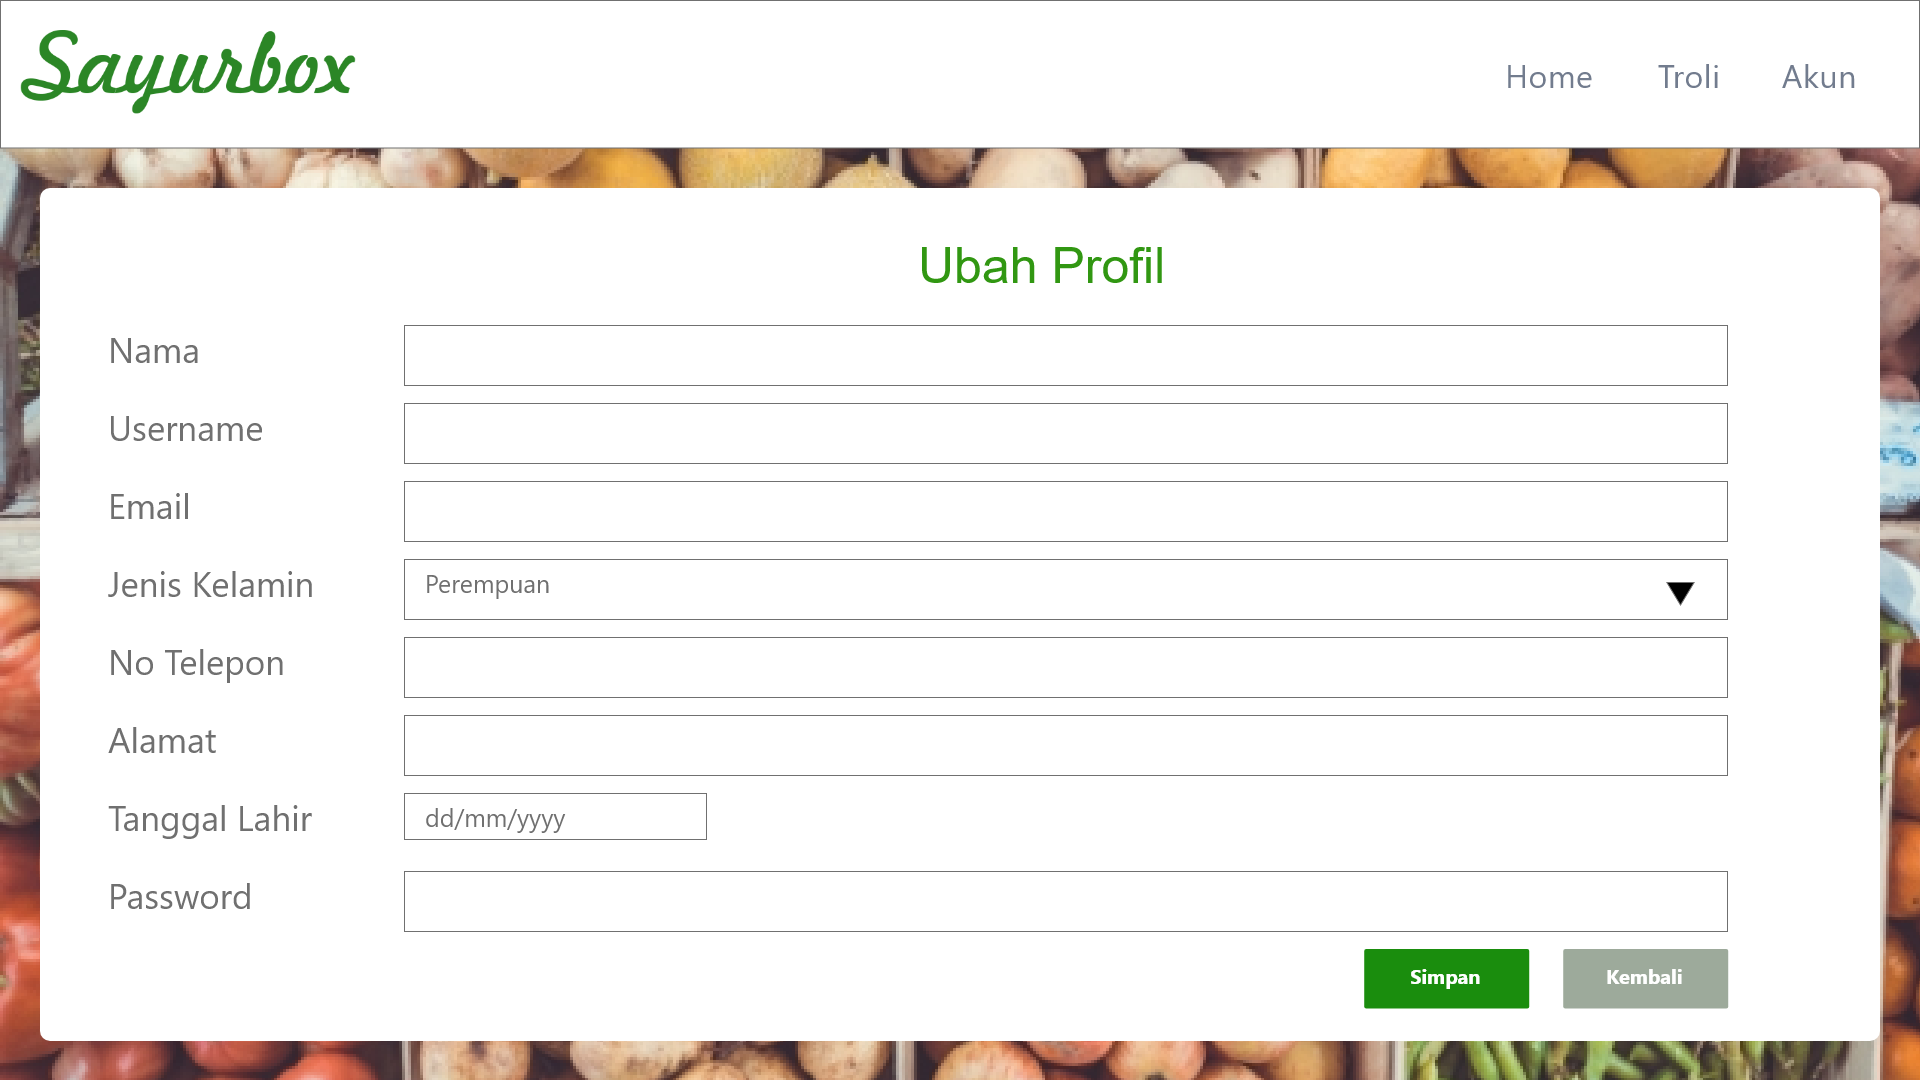 Sayurbox
Home Troli Akun
Ubah Profil
Nama
Username
Email
Jenis Kelamin Perempuan
No Telepon
Alamat
Tanggal Lahir dd/mm/yyyy
Password
Simpan Kembali